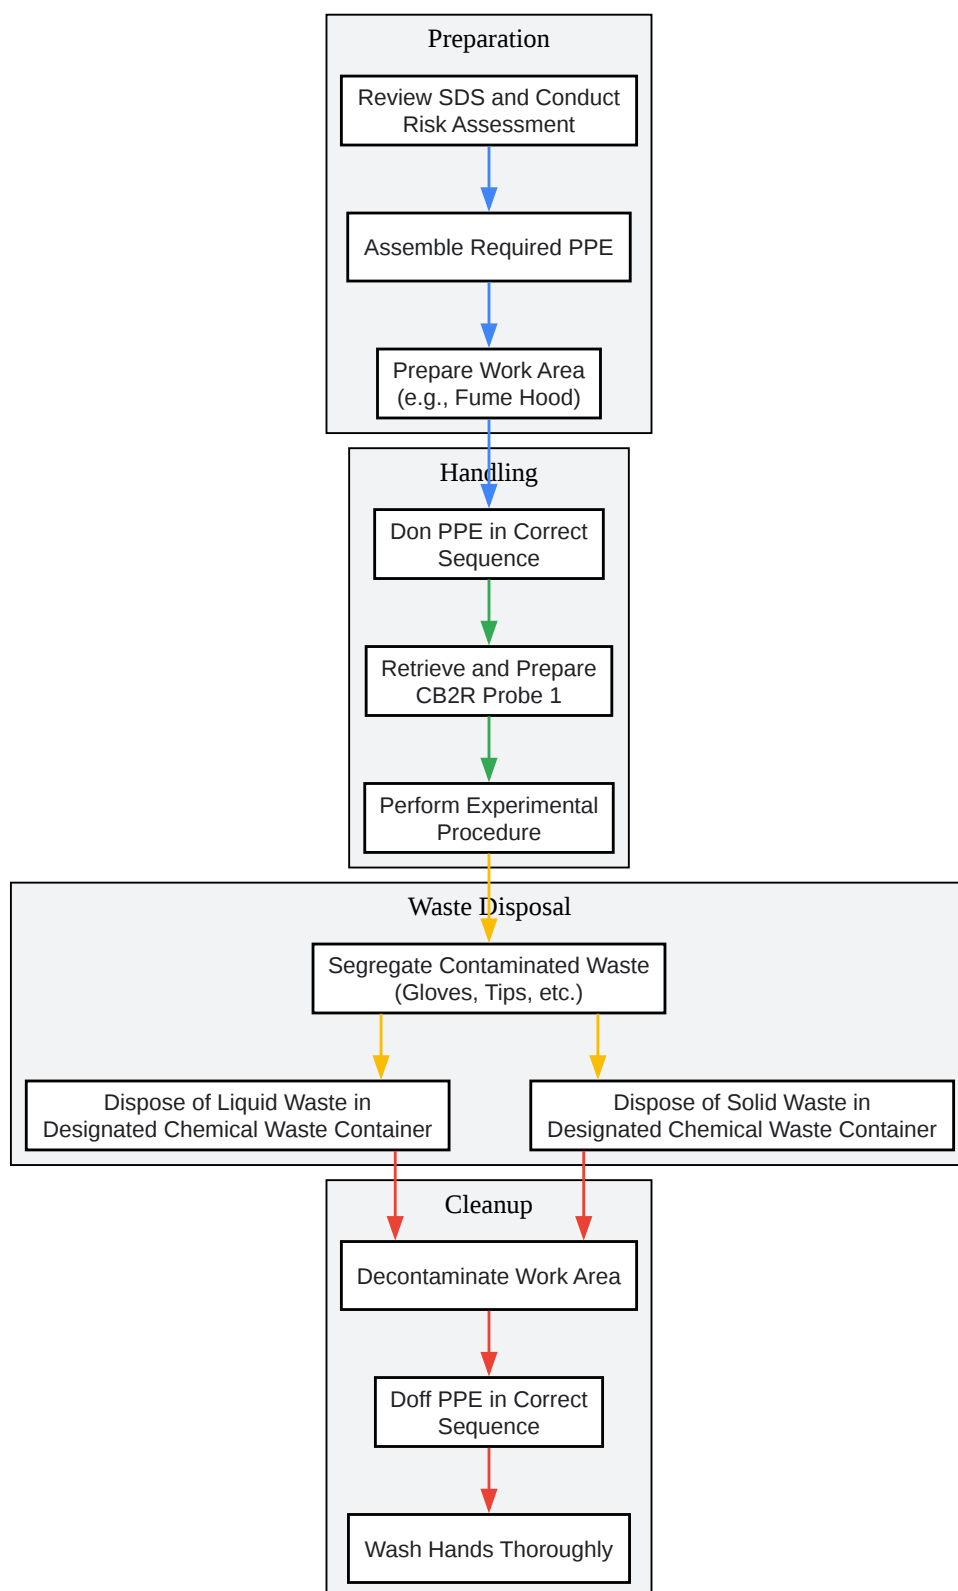 Preparation
Review SDS and Conduct
Risk Assessment
Assemble Required PPE
Prepare Work Area
(e.g., Fume Hood)
Handling
Don PPE in Correct
Sequence
Retrieve and Prepare
CB2R Probe 1
Perform Experimental
Procedure
Waste Disposal
Segregate Contaminated Waste
(Gloves, Tips, etc.)
Dispose of Liquid Waste in
Designated Chemical Waste Container
Dispose of Solid Waste in
Designated Chemical Waste Container
Cleanup
Decontaminate Work Area
Doff PPE in Correct
Sequence
Wash Hands Thoroughly